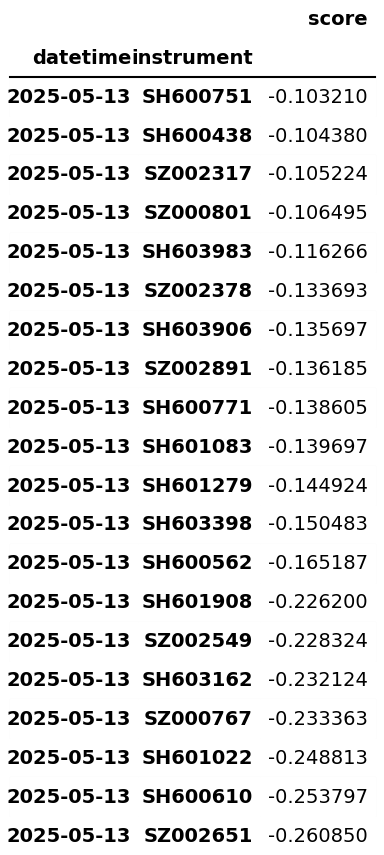 score
datetime instrument
2025-05-13 SH600751 -0.103210
2025-05-13 SH600438 -0.104380
2025-05-13 SZ002317 -0.105224
2025-05-13 SZ000801 -0.106495
2025-05-13 SH603983 -0.116266
2025-05-13 SZ002378 -0.133693
2025-05-13 SH603906 -0.135697
2025-05-13 SZ002891 -0.136185
2025-05-13 SH600771 -0.138605
2025-05-13 SH601083 -0.139697
2025-05-13 SH601279 -0.144924
2025-05-13 SH603398 -0.150483
2025-05-13 SH600562 -0.165187
2025-05-13 SH601908 -0.226200
2025-05-13 SZ002549 -0.228324
2025-05-13 SH603162 -0.232124
2025-05-13 SZ000767 -0.233363
2025-05-13 SH601022 -0.248813
2025-05-13 SH600610 -0.253797
2025-05-13 SZ002651 -0.260850